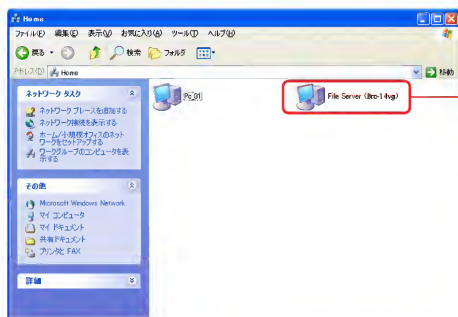 Home
ファイル(F) 編集(E) 表示(V) お気に入り(A) ツール(T) ヘルプ(H)
戻る 検索 フォルダ
アドレス(D) Home 移動
ネットワーク タスク
ネットワーク プレースを追加する
ネットワーク接続を表示する
ホーム/小規模オフィスのネット
ワークをセットアップする
ワークグループのコンピュータを表
示する
その他
Microsoft Windows Network
マイ コンピュータ
マイ ドキュメント
共有ドキュメント
プリンタと FAX
詳細
Pc_01
File Server (Brc-14vg)